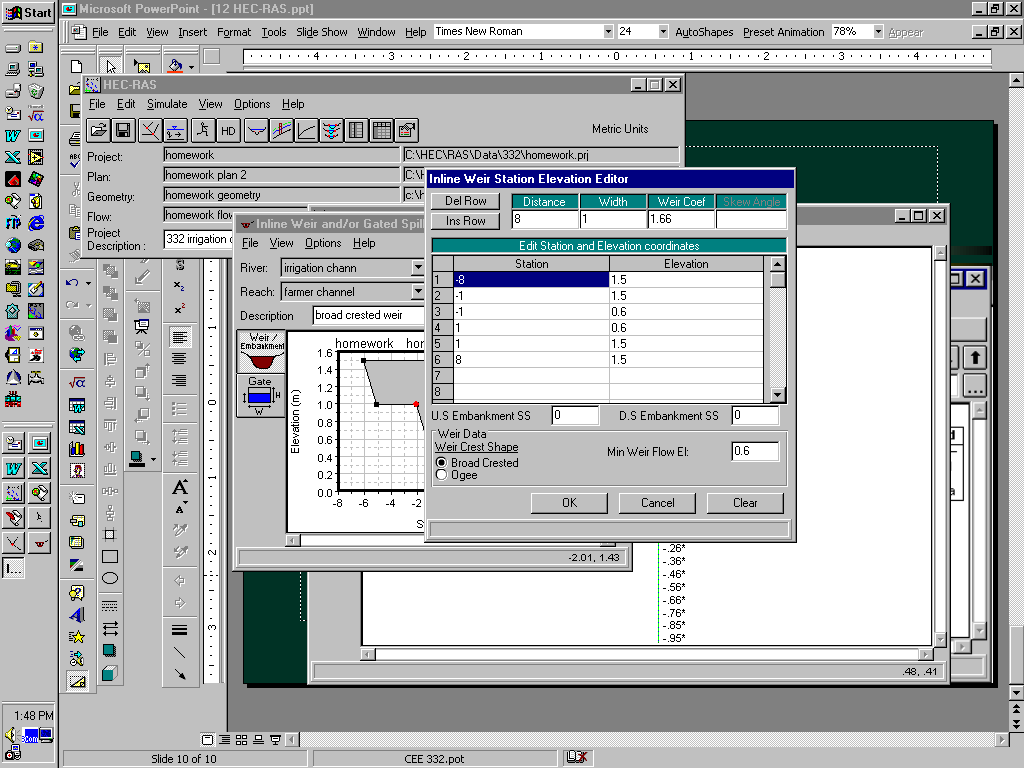 Start
Microsoft PowerPoint - [12 HEC-RAS.ppt]
File Edit View Insert Format Tools Slide Show Window Help
Times New Roman 24 AutoShapes Preset Animation 78% Appear
4 3 2 1 0 1 2 3 4
HEC-RAS
File Edit Simulate View Options Help
HD
Metric Units
Project: homework C:\HEC\RAS\Data\332\homework.prj
Plan: homework plan 2
Geometry: homework geometry
Flow:
Project
Description : 332 irrigation
Inline Weir and/or Gated
File View Options Help
River: irrigation chann
Reach: farmer channel
Description broad crested weir
Weir /
Embankment
Gate
H
W
homework
Elevation (m)
1.6
1.4
1.2
1.0
0.8
0.6
0.4
0.2
0.0
-8 -6 -4 -2
-2.01, 1.43
Inline Weir Station Elevation Editor
Del Row Distance Width Weir Coef Skew Angle
Ins Row 8 1 1.66
Edit Station and Elevation coordinates
Station Elevation
1 -8 1.5
2 -1 1.5
3 -1 0.6
4 1 0.6
5 1 1.5
6 8 1.5
7
8
U.S Embankment SS 0 D.S Embankment SS 0
Weir Data
Weir Crest Shape
Broad Crested
Ogee
Min Weir Flow El: 0.6
OK Cancel Clear
-.26*
-.36*
-.46*
-.56*
-.66*
-.76*
-.85*
-.95*
.48, .41
1:48 PM
Slide 10 of 10 CEE 332.pot